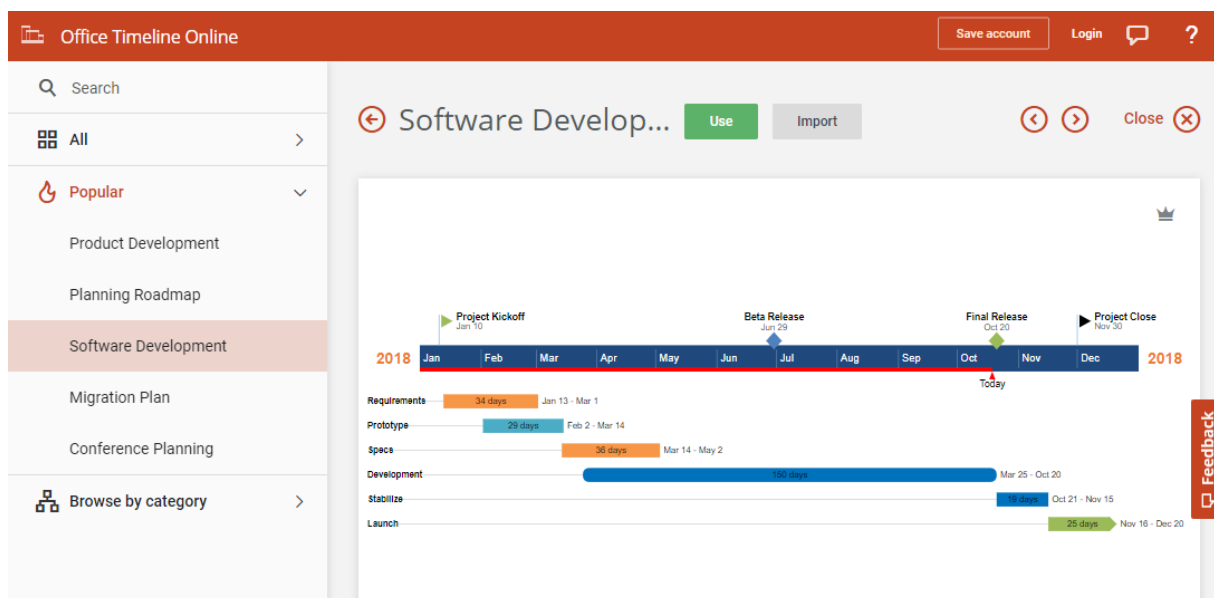 Office Timeline Online
Save account
Login
?
Search
All
Popular
Product Development
Planning Roadmap
Software Development
Migration Plan
Conference Planning
Browse by category
Software Develop...
Use
Import
Close
Project Kickoff
Jan 10
Beta Release
Jun 29
Final Release
Oct 20
Project Close
Nov 30
2018 Jan Feb Mar Apr May Jun Jul Aug Sep Oct Nov Dec 2018
Today
Requirements 34 days Jan 13 - Mar 1
Prototype 29 days Feb 2 - Mar 14
Specs 36 days Mar 14 - May 2
Development 150 days Mar 25 - Oct 20
Stabilize 19 days Oct 21 - Nov 15
Launch 25 days Nov 16 - Dec 20
Feedback